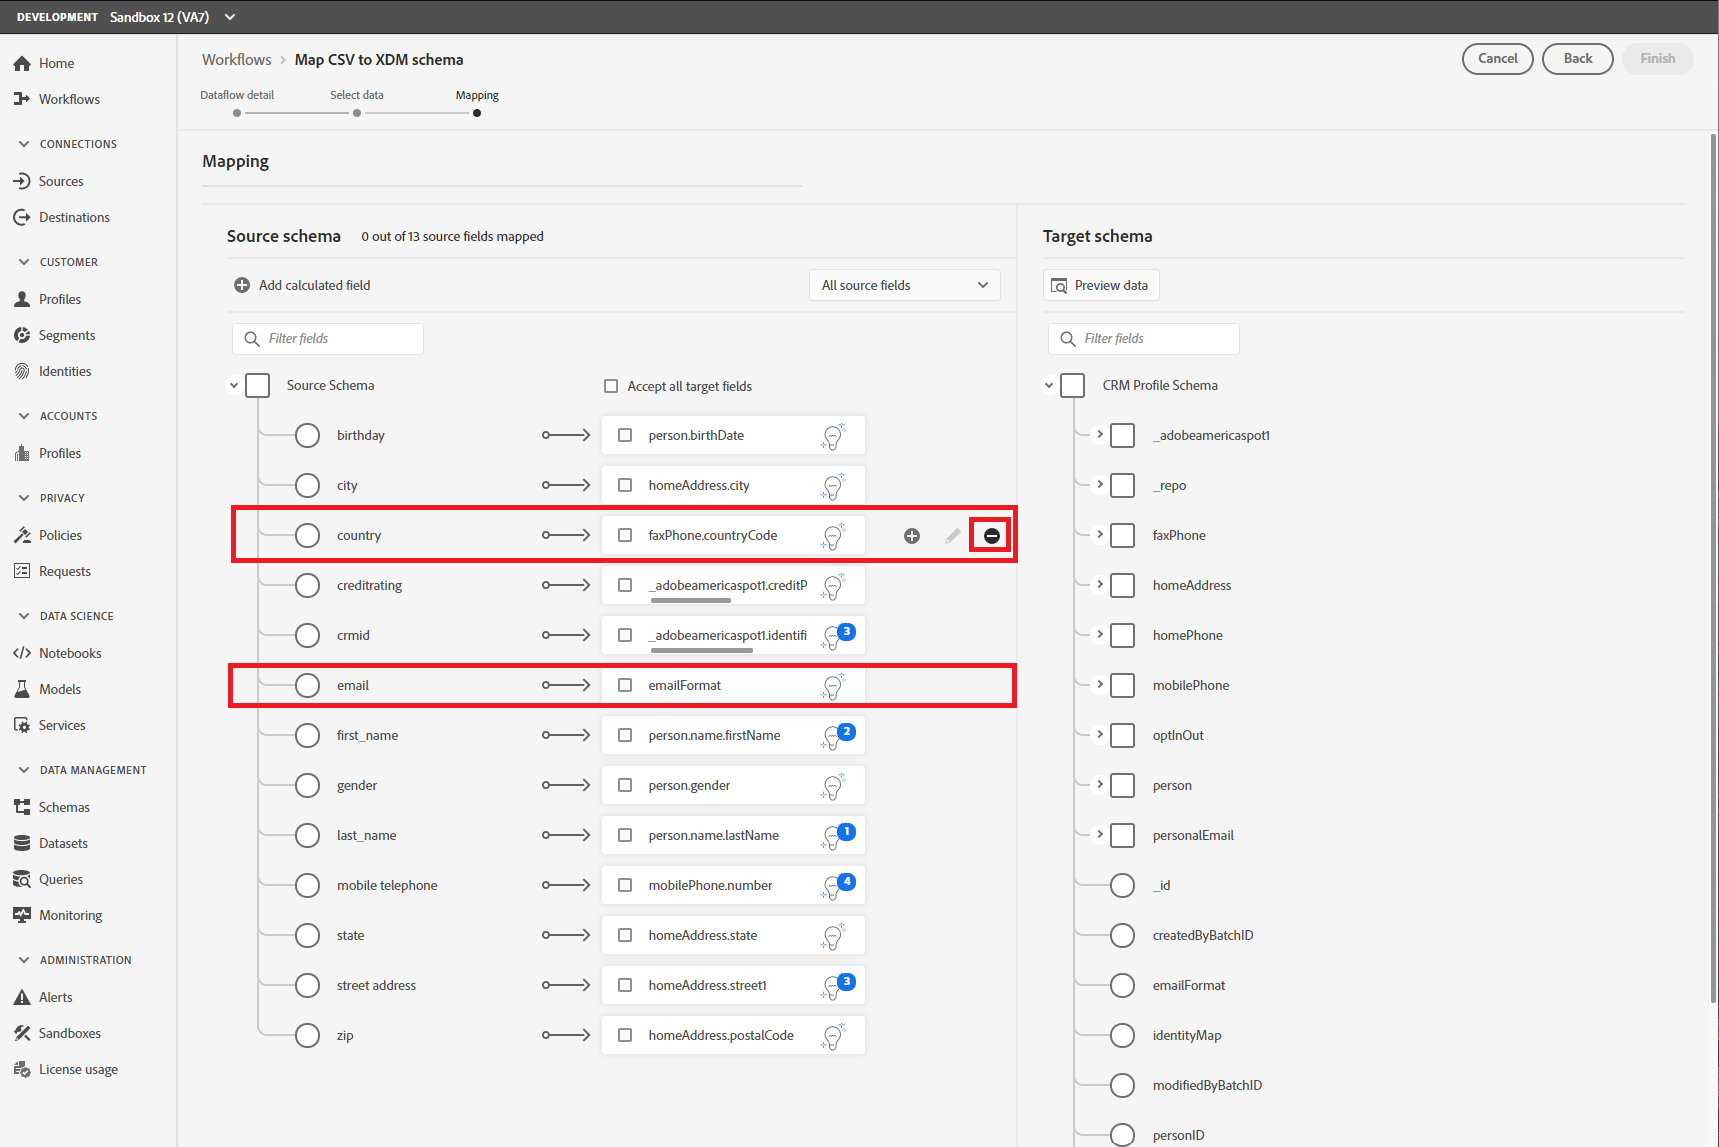 DEVELOPMENT Sandbox 12 (VA7)
Home
Workflows
CONNECTIONS
Sources
Destinations
CUSTOMER
Profiles
Segments
Identities
ACCOUNTS
Profiles
PRIVACY
Policies
Requests
DATA SCIENCE
Notebooks
Models
Services
DATA MANAGEMENT
Schemas
Datasets
Queries
Monitoring
ADMINISTRATION
Alerts
Sandboxes
License usage
Workflows > Map CSV to XDM schema
Cancel Back Finish
Dataflow detail Select data Mapping
Mapping
Source schema 0 out of 13 source fields mapped
Add calculated field All source fields
Filter fields
Source Schema Accept all target fields
birthday person.birthDate
city homeAddress.city
country faxPhone.countryCode
creditrating _adobeamericaspot1.creditP
crmid _adobeamericaspot1.identifi 3
email emailFormat
first_name person.name.firstName 2
gender person.gender
last_name person.name.lastName 1
mobile telephone mobilePhone.number 4
state homeAddress.state
street address homeAddress.street1 3
zip homeAddress.postalCode
Target schema
Preview data
Filter fields
CRM Profile Schema
_adobeamericaspot1
_repo
faxPhone
homeAddress
homePhone
mobilePhone
optInOut
person
personalEmail
_id
createdByBatchID
emailFormat
identityMap
modifiedByBatchID
personID